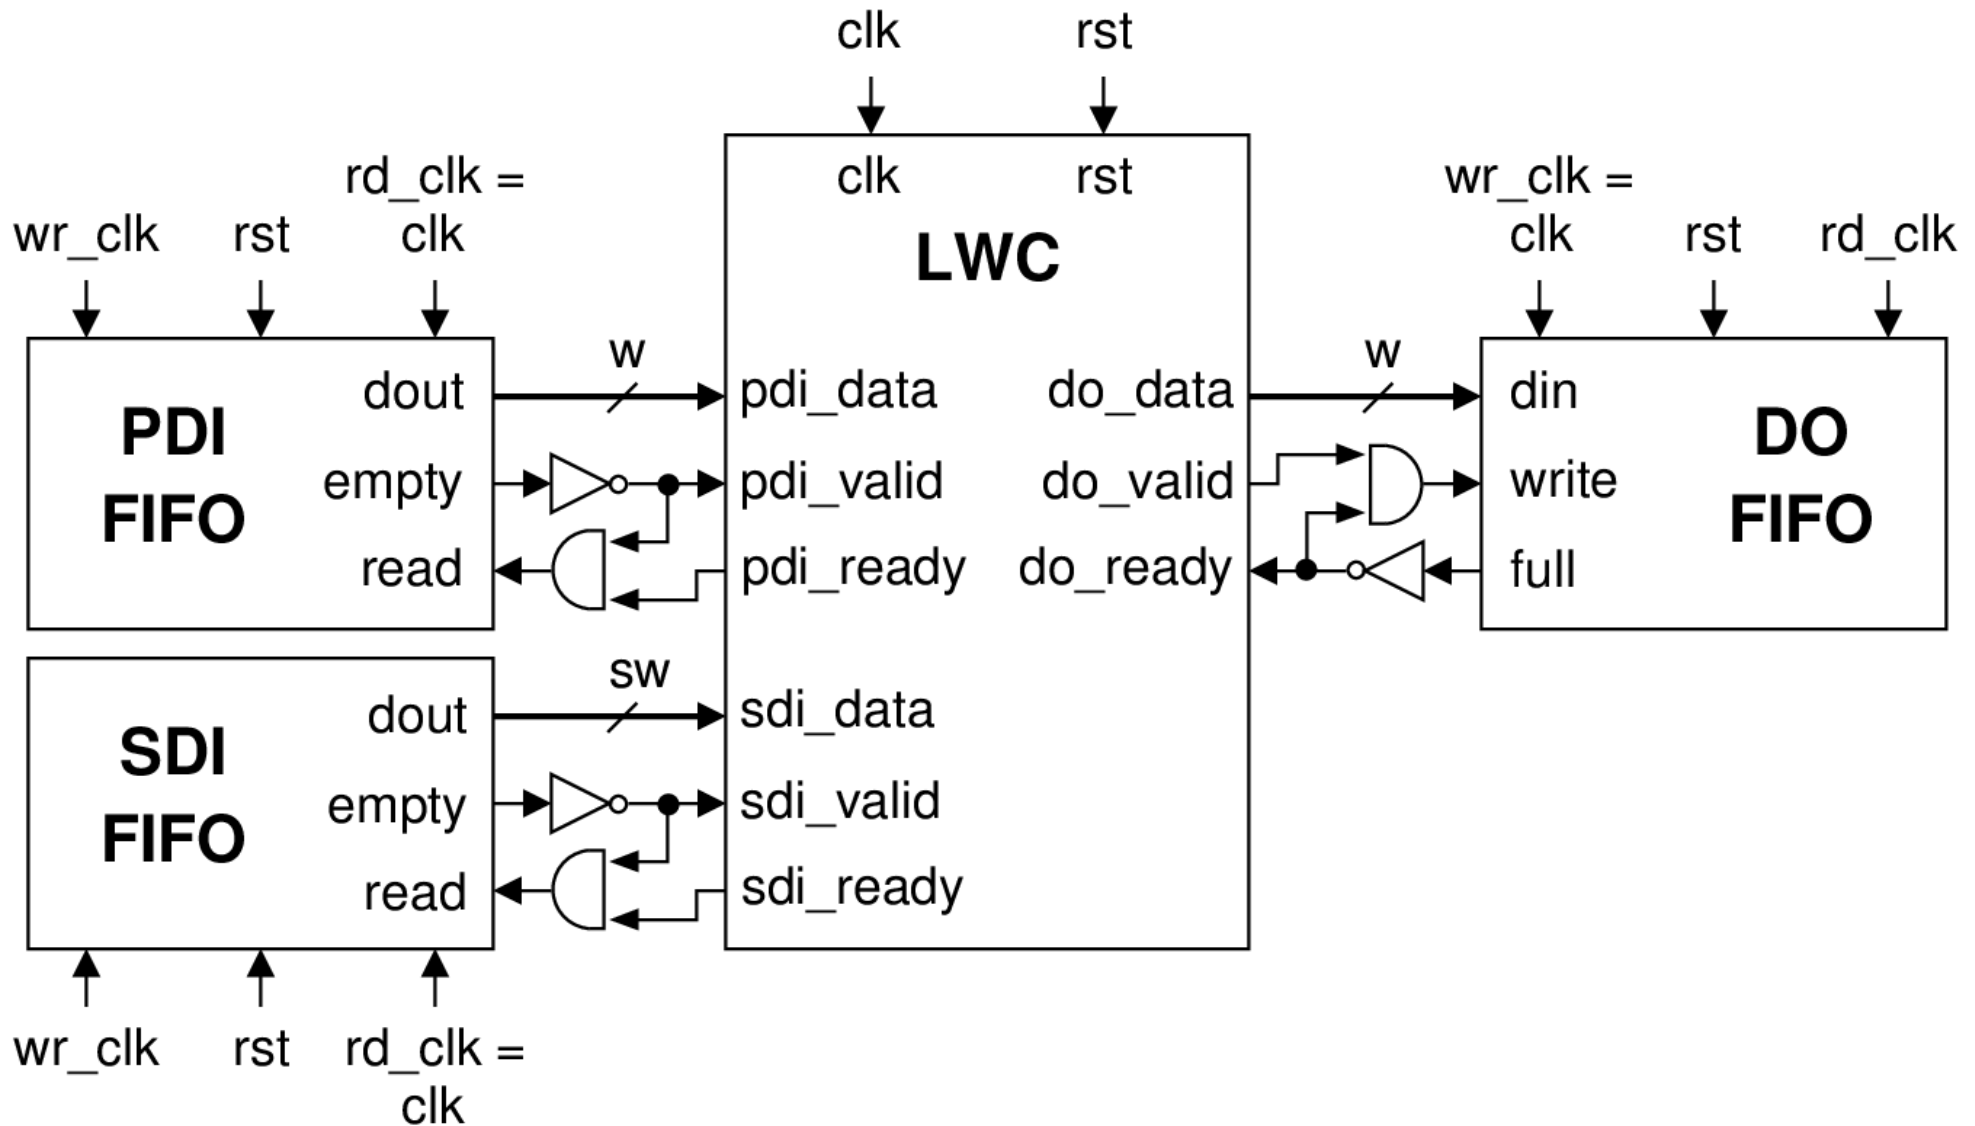 clk rst
clk rst
LWC
rd_clk =
wr_clk rst clk
PDI
FIFO
dout
empty
read
w
pdi_data
pdi_valid
pdi_ready
SDI
FIFO
dout
empty
read
sw
sdi_data
sdi_valid
sdi_ready
wr_clk rst rd_clk =
clk
do_data
do_valid
do_ready
w
wr_clk =
clk rst rd_clk
din
write
full
DO
FIFO